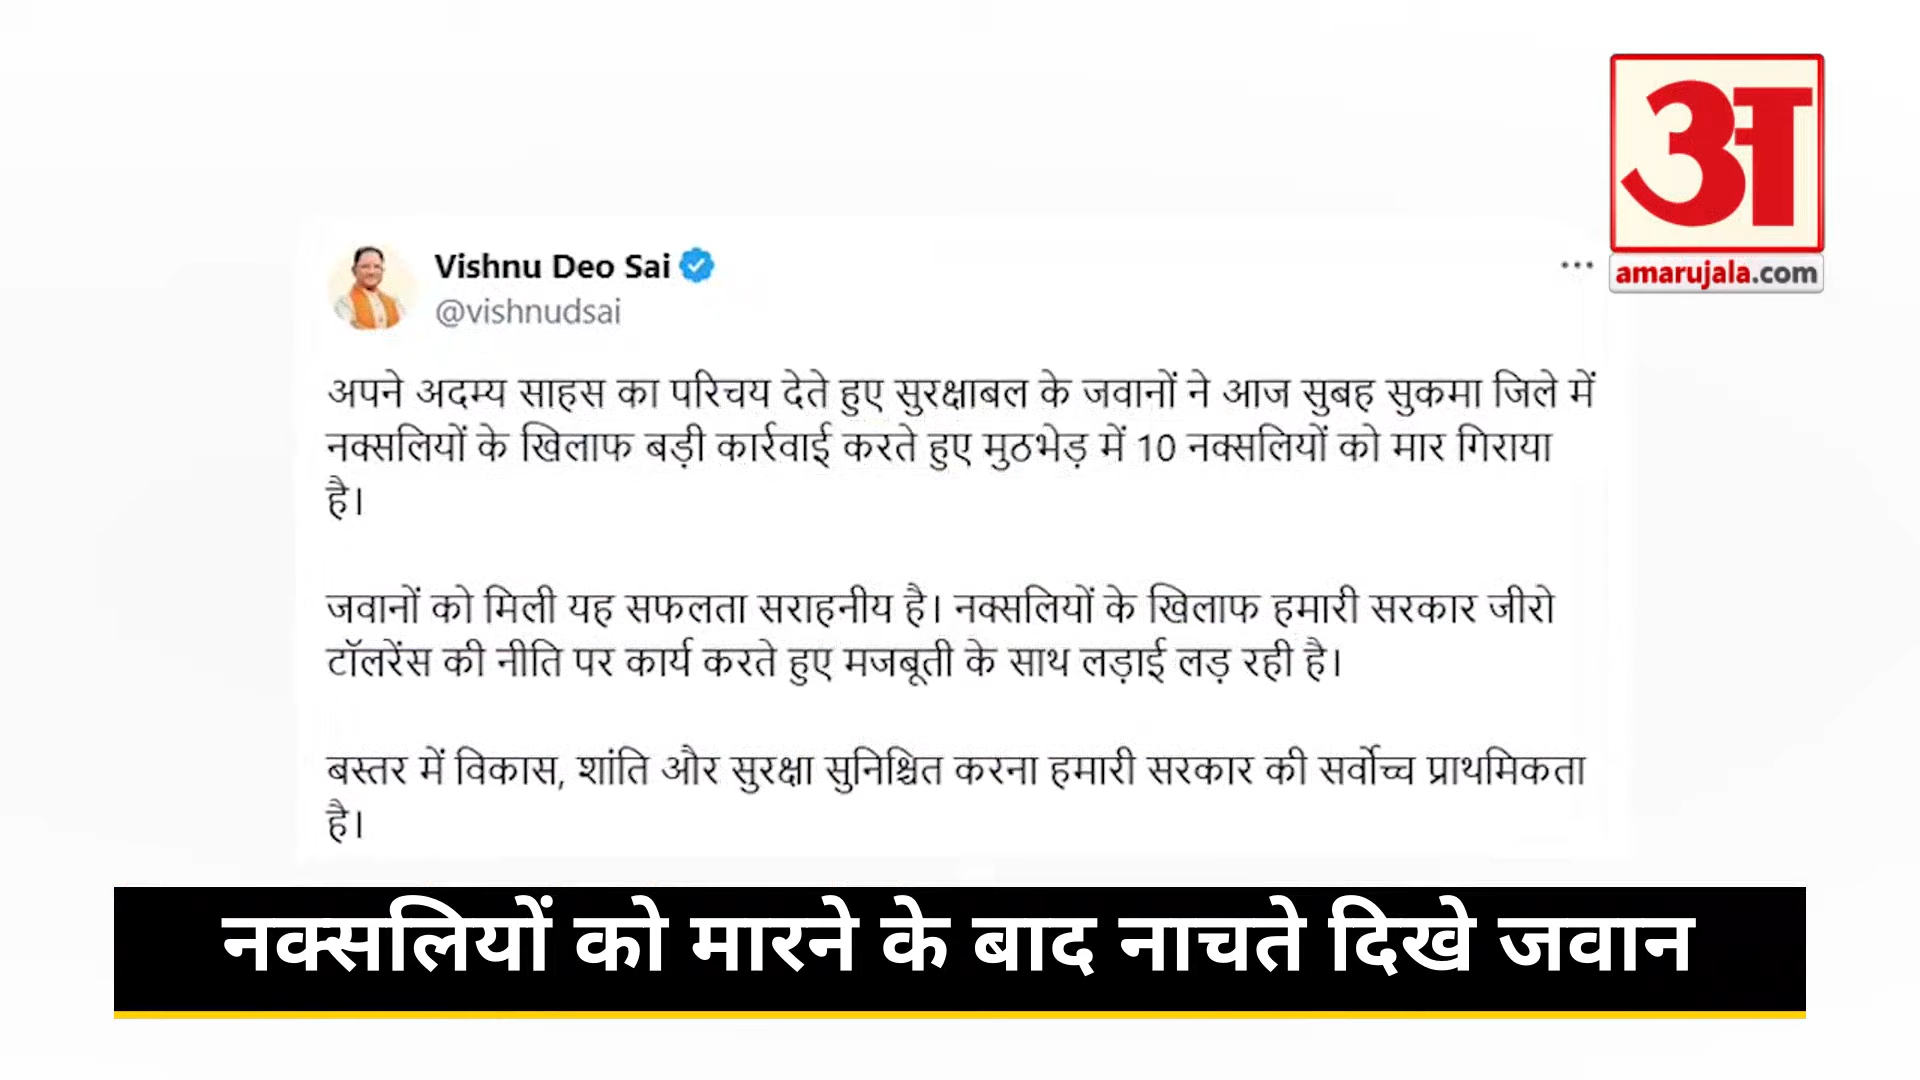 अ
amarujala.com
Vishnu Deo Sai
@vishnudsai
अपने अदम्य साहस का परिचय देते हुए सुरक्षाबल के जवानों ने आज सुबह सुकमा जिले में
नक्सलियों के खिलाफ बड़ी कार्रवाई करते हुए मुठभेड़ में 10 नक्सलियों को मार गिराया
है।
जवानों को मिली यह सफलता सराहनीय है। नक्सलियों के खिलाफ हमारी सरकार जीरो
टॉलरेंस की नीति पर कार्य करते हुए मजबूती के साथ लड़ाई लड़ रही है।
बस्तर में विकास, शांति और सुरक्षा सुनिश्चित करना हमारी सरकार की सर्वोच्च प्राथमिकता
है।
नक्सलियों को मारने के बाद नाचते दिखे जवान